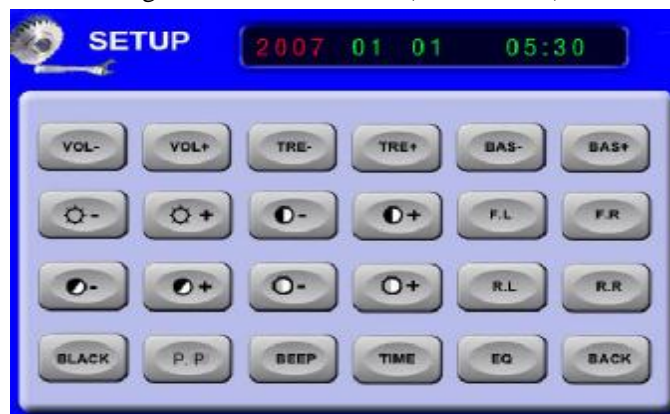 SETUP 2007 01 01 05:30
VOL- VOL+ TRE- TRE+ BAS- BAS+
- + - + F.L F.R
- + - + R.L R.R
BLACK P.P BEEP TIME EQ BACK